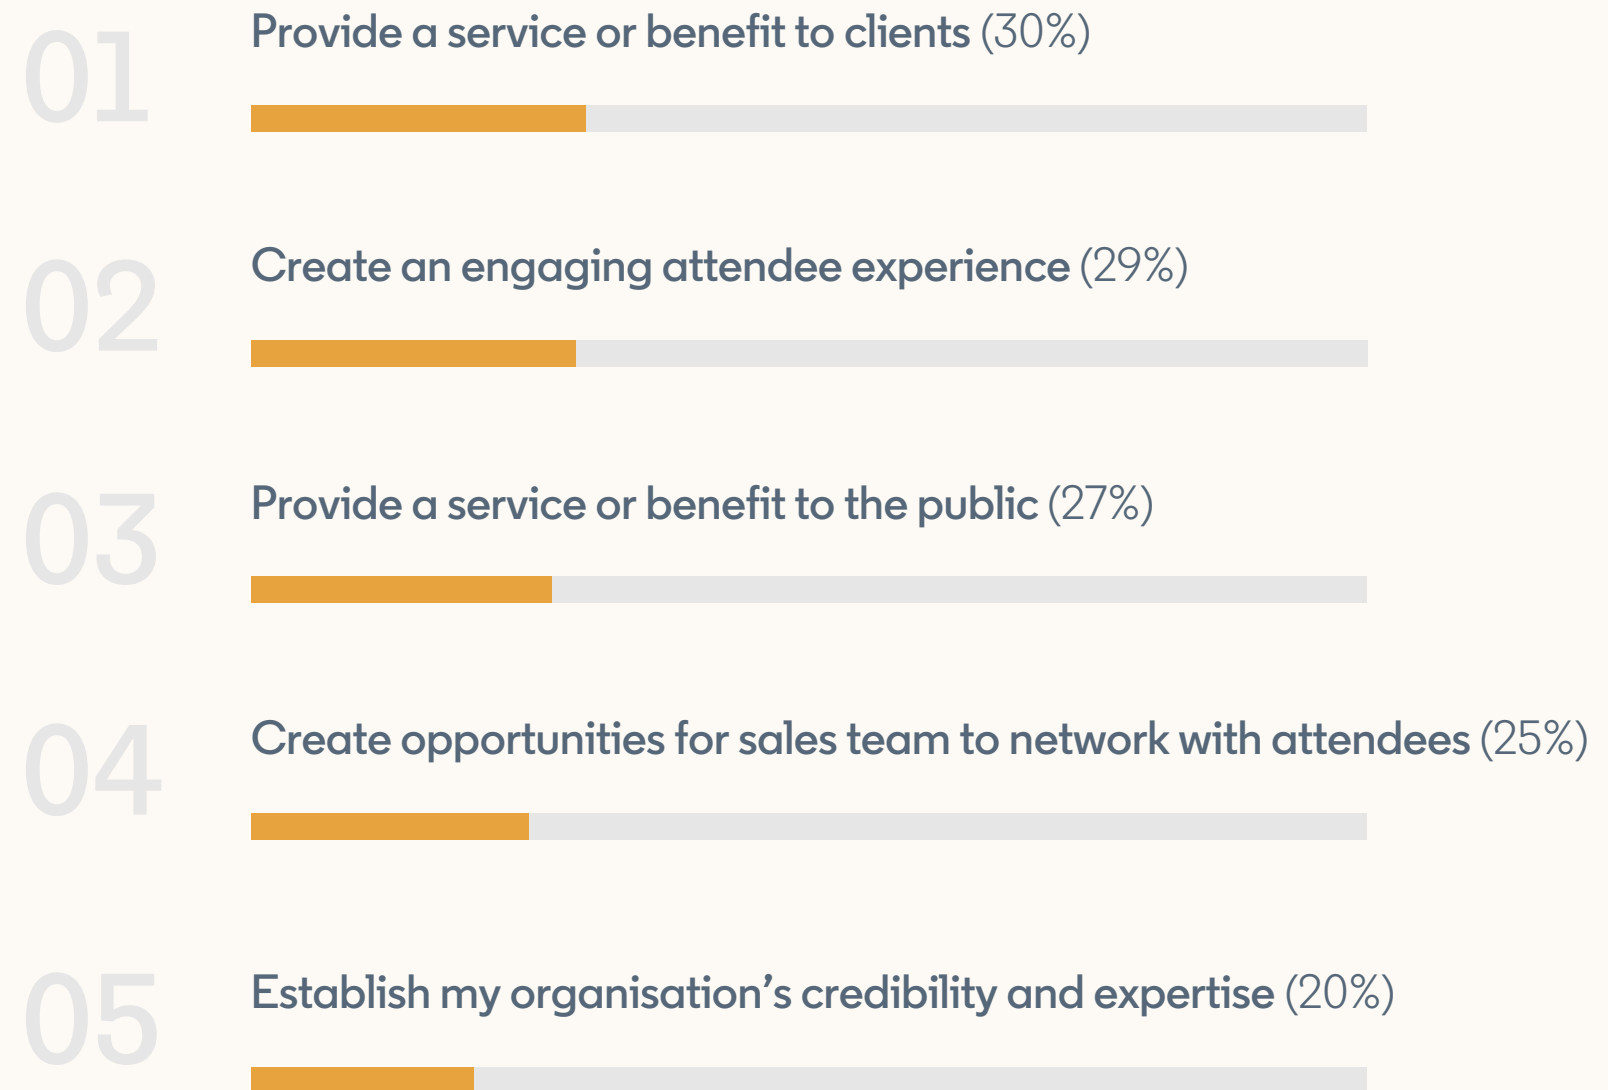 01
Provide a service or benefit to clients (30%)
02
Create an engaging attendee experience (29%)
03
Provide a service or benefit to the public (27%)
04
Create opportunities for sales team to network with attendees (25%)
05
Establish my organisation’s credibility and expertise (20%)